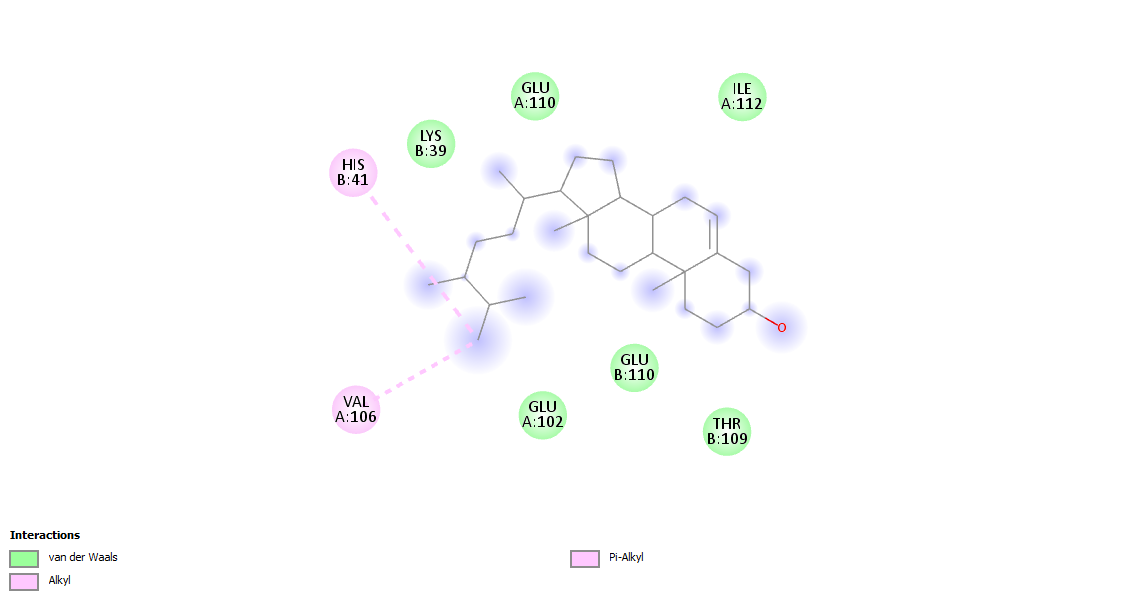 GLU
A:110
ILE
A:112
LYS
B:39
HIS
B:41
O
GLU
B:110
VAL
A:106
GLU
A:102
THR
B:109
Interactions
van der Waals
Pi-Alkyl
Alkyl